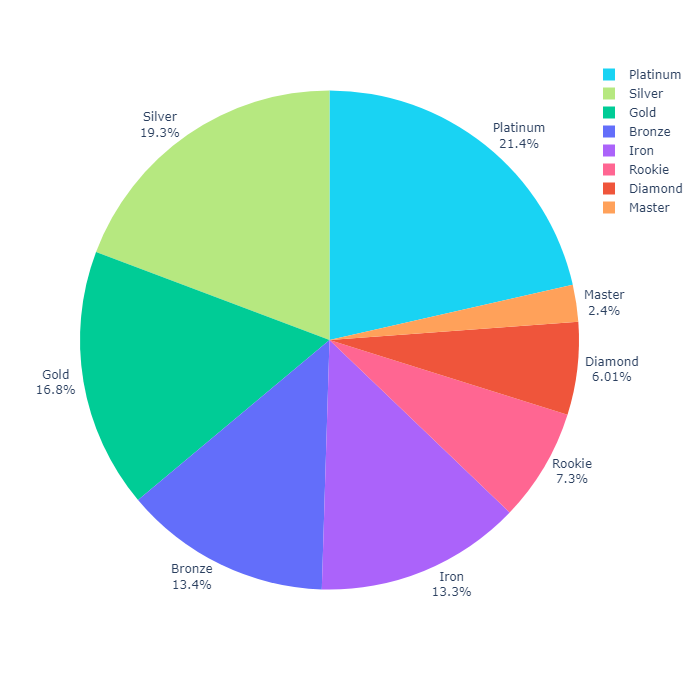 Platinum
Silver
Gold
Bronze
Iron
Rookie
Diamond
Master
Silver
19.3%
Platinum
21.4%
Master
2.4%
Diamond
6.01%
Gold
16.8%
Rookie
7.3%
Bronze
13.4%
Iron
13.3%